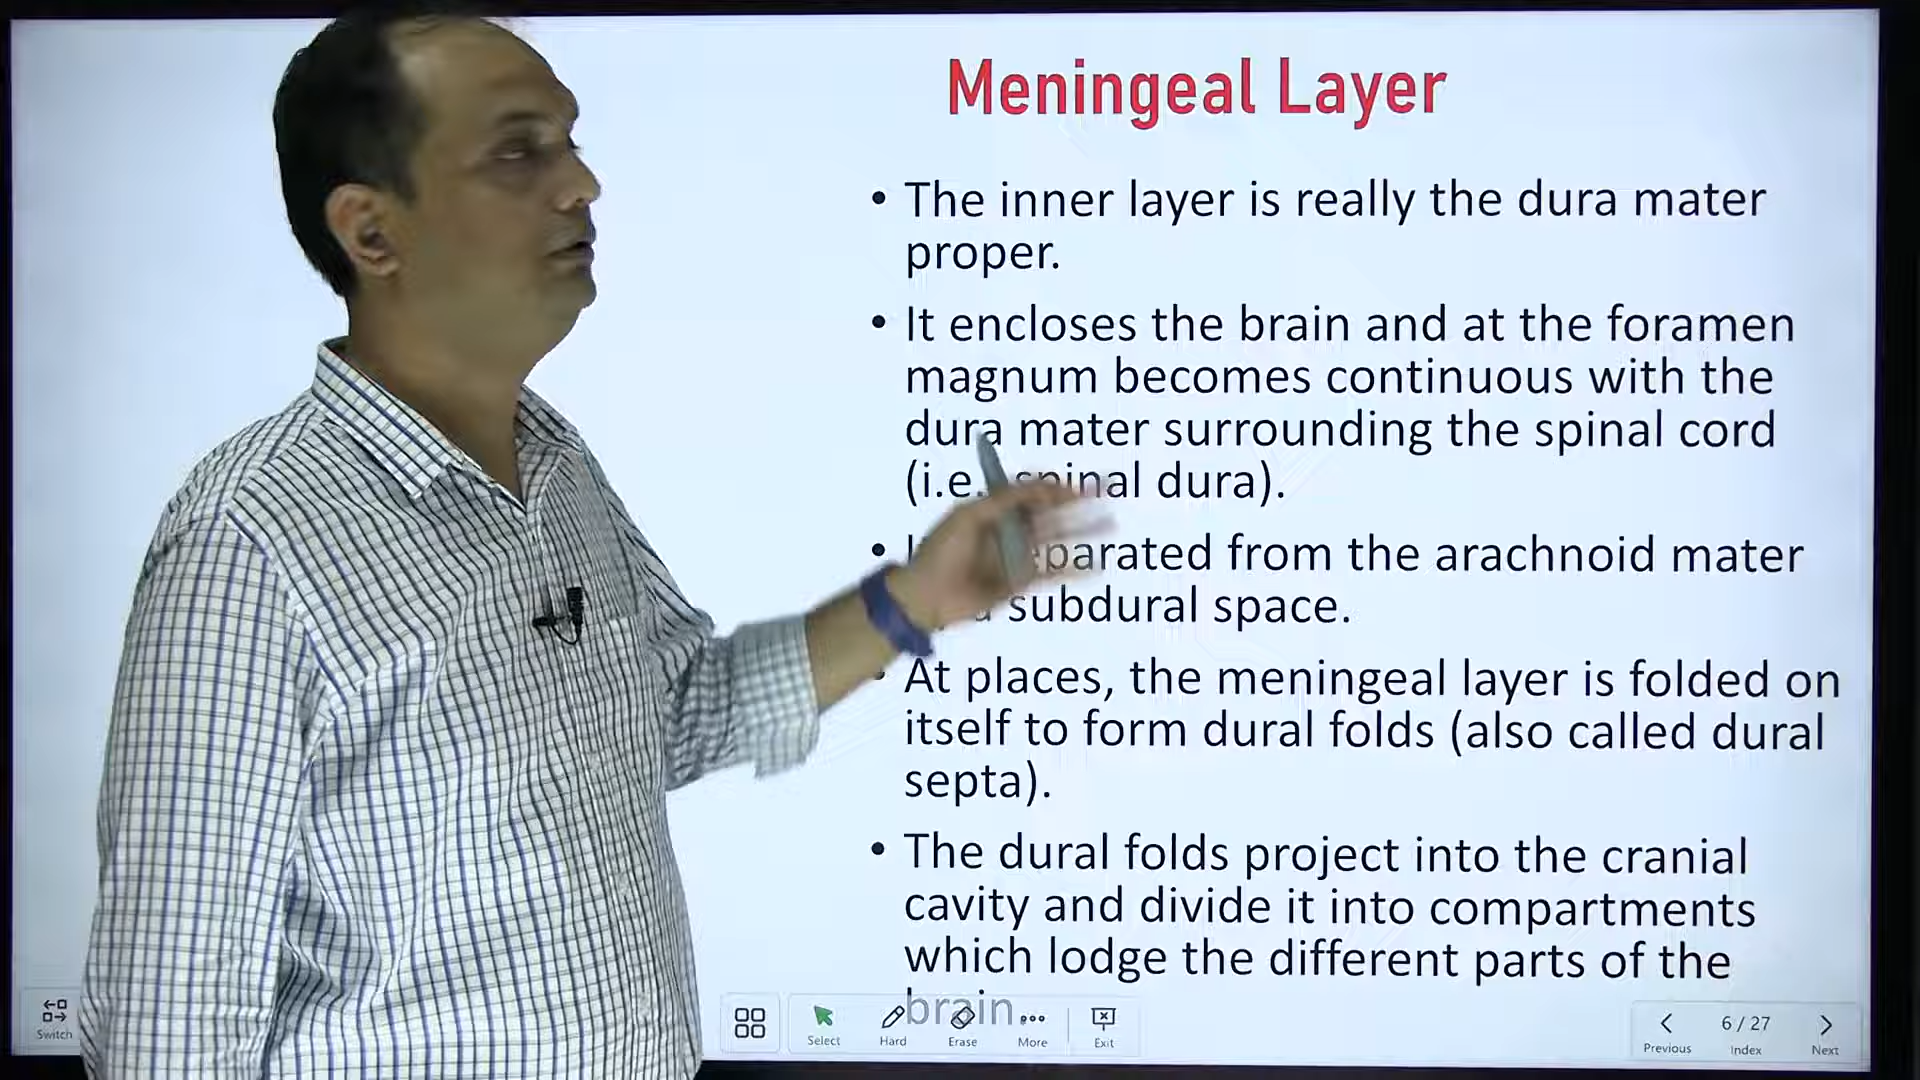 Meningeal Layer
• The inner layer is really the dura mater
proper.
• It encloses the brain and at the foramen
magnum becomes continuous with the
dura mater surrounding the spinal cord
(i.e., spinal dura).
• separated from the arachnoid mater
subdural space.
• At places, the meningeal layer is folded on
itself to form dural folds (also called dural
septa).
• The dural folds project into the cranial
cavity and divide it into compartments
which lodge the different parts of the
brain.
Switch
Select
Hard
Erase
More
Exit
6 / 27
Previous
Index
Next